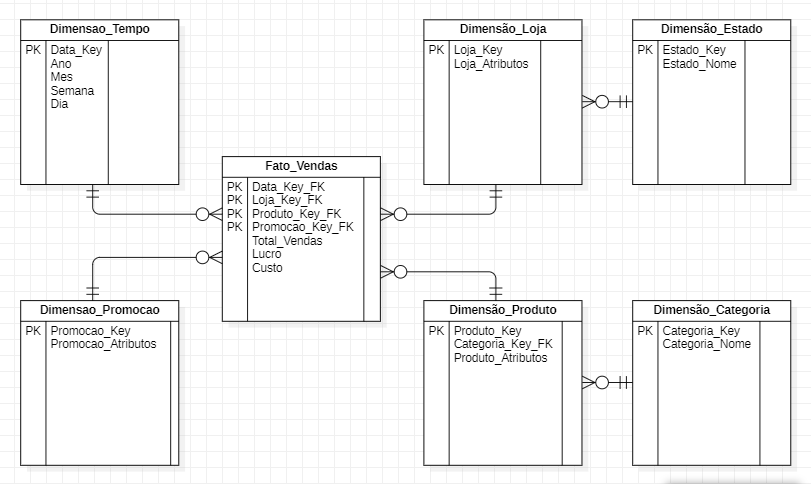 Dimensao_Tempo
PK Data_Key
Ano
Mes
Semana
Dia
Dimensão_Loja
PK Loja_Key
Loja_Atributos
Dimensão_Estado
PK Estado_Key
Estado_Nome
Fato_Vendas
PK Data_Key_FK
PK Loja_Key_FK
PK Produto_Key_FK
PK Promocao_Key_FK
Total_Vendas
Lucro
Custo
Dimensao_Promocao
PK Promocao_Key
Promocao_Atributos
Dimensão_Produto
PK Produto_Key
Categoria_Key_FK
Produto_Atributos
Dimensão_Categoria
PK Categoria_Key
Categoria_Nome